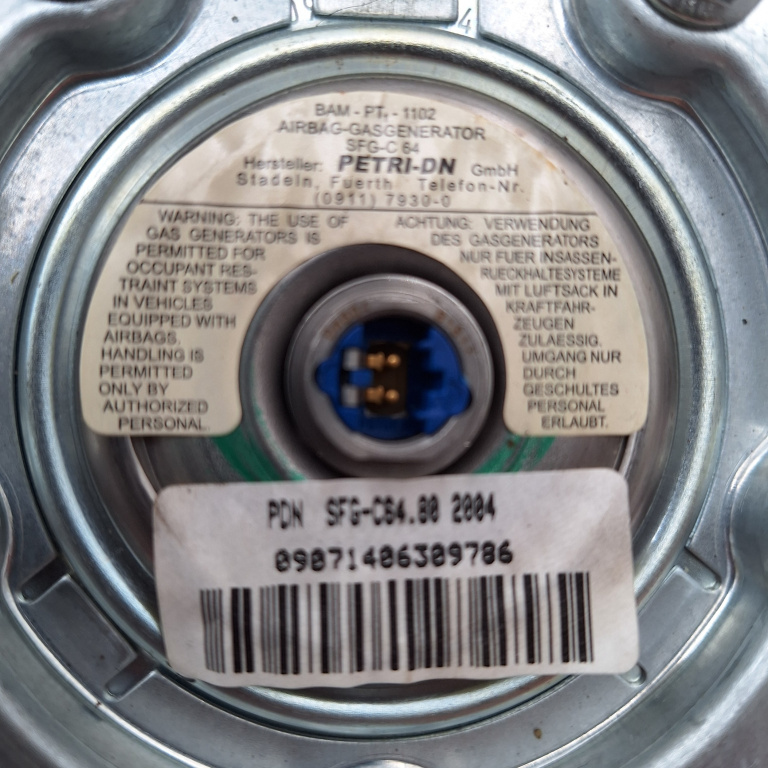 4
BAM - PT. - 1102
AIRBAG-GASGENERATOR
SFG-C 64
Hersteller: PETRI-DN GmbH
Stadeln, Fuerth Telefon-Nr.
(0911) 7930-0
WARNING: THE USE OF
GAS GENERATORS IS
PERMITTED FOR
OCCUPANT RES-
TRAINT SYSTEMS
IN VEHICLES
EQUIPPED WITH
AIRBAGS.
HANDLING IS
PERMITTED
ONLY BY
AUTHORIZED
PERSONAL.
ACHTUNG: VERWENDUNG
DES GASGENERATORS
NUR FUER INSASSEN-
RUECKHALTESYSTEME
MIT LUFTSACK IN
KRAFTFAHR-
ZEUGEN
ZULAESSIG.
UMGANG NUR
DURCH
GESCHULTES
PERSONAL
ERLAUBT.
PDN SFG-C64.80 2004
09071406309786